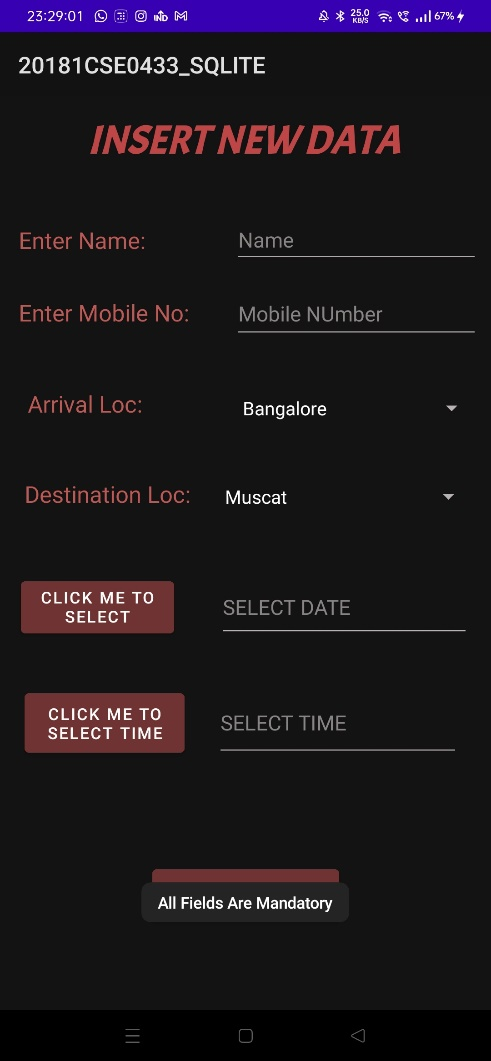 23:29:01
25.0
KB/S
67%
20181CSE0433_SQLITE
INSERT NEW DATA
Enter Name:
Name
Enter Mobile No:
Mobile NUmber
Arrival Loc:
Bangalore
Destination Loc:
Muscat
CLICK ME TO
SELECT
SELECT DATE
CLICK ME TO
SELECT TIME
SELECT TIME
All Fields Are Mandatory